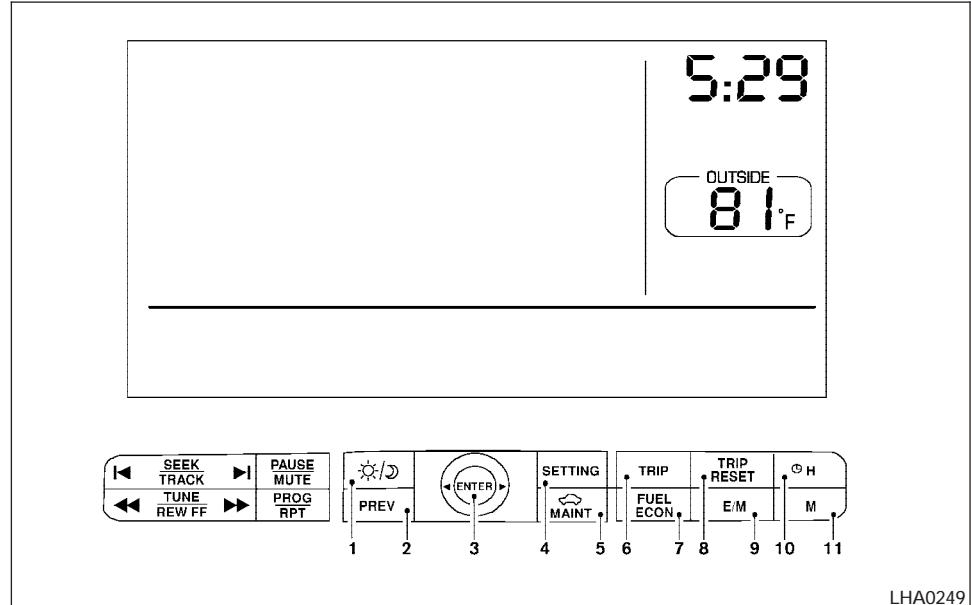 5:29
OUTSIDE
81°F
SEEK
TRACK
PAUSE
MUTE
TUNE
REW FF
PROG
RPT
PREV
ENTER
SETTING
MAINT
TRIP
FUEL
ECON
TRIP
RESET
E/M
H
M
1 2 3 4 5 6 7 8 9 10 11
LHA0249